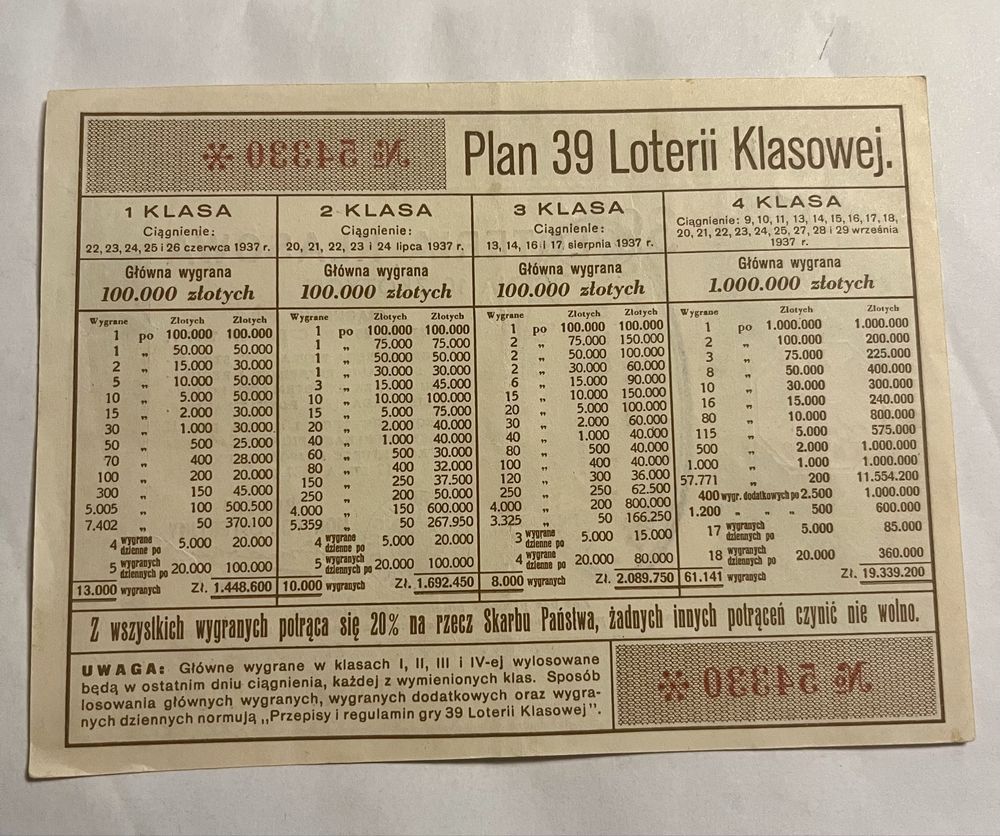 № 54330 *
Plan 39 Loterii Klasowej.
1 KLASA
Ciągnienie:
22, 23, 24, 25 i 26 czerwca 1937 r.
Główna wygrana
100.000 złotych
Wygrane Złotych Złotych
1 po 100.000 100.000
1 „ 50.000 50.000
2 „ 15.000 30.000
5 „ 10.000 50.000
10 „ 5.000 50.000
15 „ 2.000 30.000
30 „ 1.000 30.000
50 „ 500 25.000
70 „ 400 28.000
100 „ 200 20.000
300 „ 150 45.000
5.005 „ 100 500.500
7.402 „ 50 370.100
4 wygrane dzienne po 5.000 20.000
5 wygranych dziennych po 20.000 100.000
13.000 wygranych Zł. 1.448.600
2 KLASA
Ciągnienie:
20, 21, 22, 23 i 24 lipca 1937 r.
Główna wygrana
100.000 złotych
Wygrane Złotych Złotych
1 po 100.000 100.000
1 „ 75.000 75.000
1 „ 50.000 50.000
1 „ 30.000 30.000
3 „ 15.000 45.000
10 „ 10.000 100.000
15 „ 5.000 75.000
20 „ 2.000 40.000
40 „ 1.000 40.000
60 „ 500 30.000
80 „ 400 32.000
150 „ 250 37.500
250 „ 200 50.000
4.000 „ 150 600.000
5.359 „ 50 267.950
4 wygrane dzienne po 5.000 20.000
5 wygranych dziennych po 20.000 100.000
10.000 wygranych Zł. 1.692.450
3 KLASA
Ciągnienie:
13, 14, 16 i 17 sierpnia 1937 r.
Główna wygrana
100.000 złotych
Wygrane Złotych Złotych
1 po 100.000 100.000
2 „ 75.000 150.000
2 „ 50.000 100.000
2 „ 30.000 60.000
6 „ 15.000 90.000
15 „ 10.000 150.000
20 „ 5.000 100.000
30 „ 2.000 60.000
40 „ 1.000 40.000
80 „ 500 40.000
100 „ 400 40.000
120 „ 300 36.000
250 „ 250 62.500
4.000 „ 200 800.000
3.325 „ 50 166.250
3 wygrane dzienne po 5.000 15.000
4 wygrane dzienne po 20.000 80.000
8.000 wygranych Zł. 2.089.750
4 KLASA
Ciągnienie: 9, 10, 11, 13, 14, 15, 16, 17, 18,
20, 21, 22, 23, 24, 25, 27, 28 i 29 września
1937 r.
Główna wygrana
1.000.000 złotych
Wygrane Złotych Złotych
1 po 1.000.000 1.000.000
2 „ 100.000 200.000
3 „ 75.000 225.000
8 „ 50.000 400.000
10 „ 30.000 300.000
16 „ 15.000 240.000
80 „ 10.000 800.000
115 „ 5.000 575.000
500 „ 2.000 1.000.000
1.000 „ 1.000 1.000.000
57.771 „ 200 11.554.200
400 wygr. dodatkowych po 2.500 1.000.000
1.200 „ „ „ 500 600.000
17 wygranych dziennych po 5.000 85.000
18 wygranych dziennych po 20.000 360.000
61.141 wygranych Zł. 19.339.200
Z wszystkich wygranych potrąca się 20% na rzecz Skarbu Państwa, żadnych innych potrąceń czynić nie wolno.
UWAGA: Główne wygrane w klasach I, II, III i IV-ej wylosowane
będą w ostatnim dniu ciągnienia, każdej z wymienionych klas. Sposób
losowania głównych wygranych, wygranych dodatkowych oraz wygra-
nych dziennych normują „Przepisy i regulamin gry 39 Loterii Klasowej".
№ 54330 *